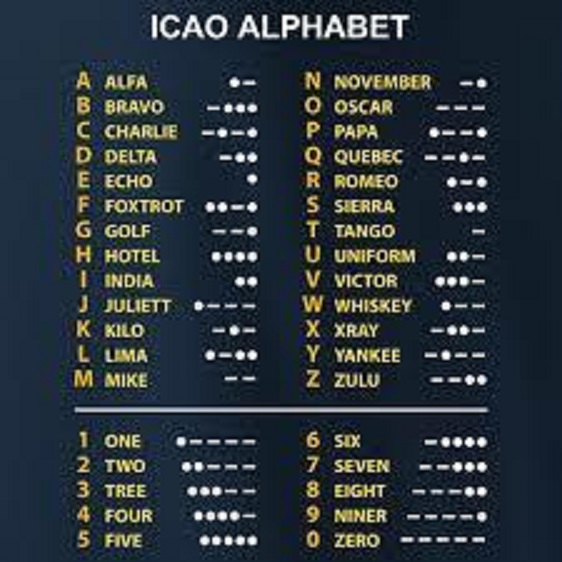 ICAO ALPHABET
A ALFA •–
B BRAVO –•••
C CHARLIE –•–•
D DELTA –••
E ECHO •
F FOXTROT ••–•
G GOLF ––•
H HOTEL ••••
I INDIA ••
J JULIETT •–––
K KILO –•–
L LIMA •–••
M MIKE ––
N NOVEMBER –•
O OSCAR –––
P PAPA •––•
Q QUEBEC ––•–
R ROMEO •–•
S SIERRA •••
T TANGO –
U UNIFORM ••–
V VICTOR •••–
W WHISKEY •––
X XRAY –••–
Y YANKEE –•––
Z ZULU ––••
1 ONE •––––
2 TWO ••–––
3 TREE •••––
4 FOUR ••••–
5 FIVE •••••
6 SIX –••••
7 SEVEN ––•••
8 EIGHT –––••
9 NINER ––––•
0 ZERO –––––